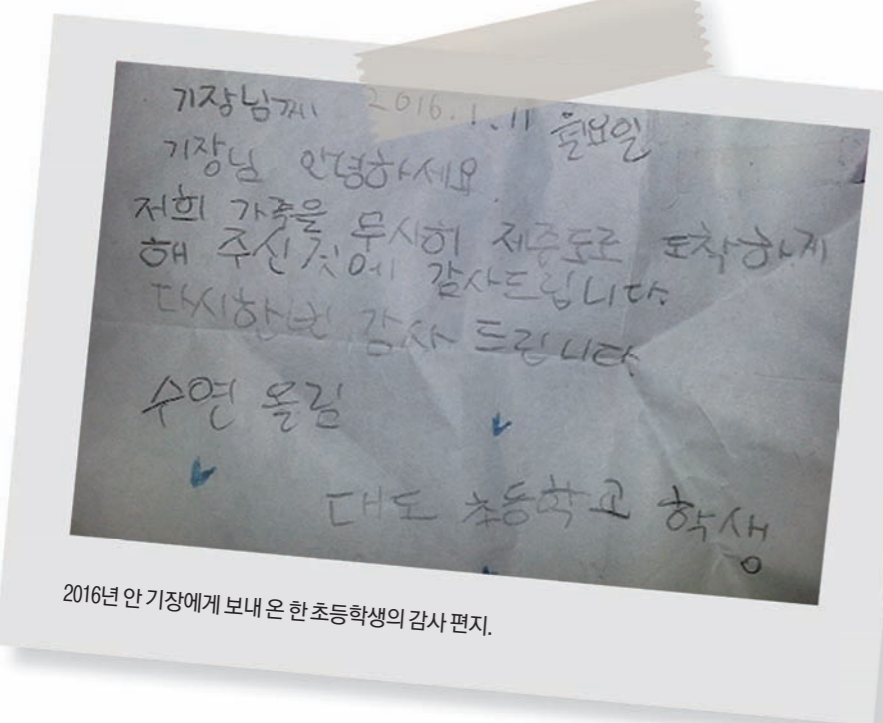 기장님께 2016.1.11 월요일
기장님 안녕하세요
저희 가족을 무사히 제주도로 도착하게
해 주신것에 감사드립니다.
다시한번 감사 드립니다.
수연 올림
대도 초등학교 학생
2016년 안 기장에게 보내 온 한 초등학생의 감사 편지.